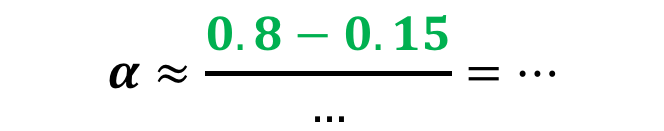 α ≈ (0.8 − 0.15) / ... = ⋯